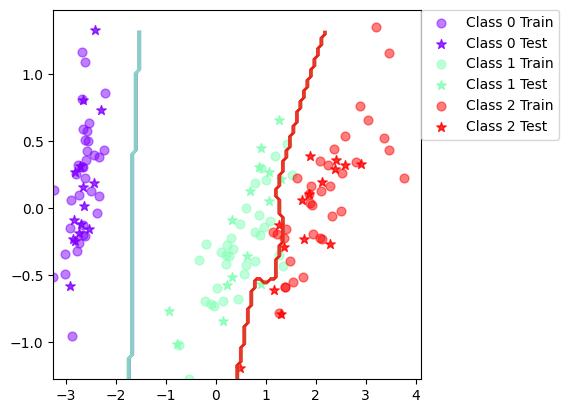 Class 0 Train
Class 0 Test
Class 1 Train
Class 1 Test
Class 2 Train
Class 2 Test
1.0
0.5
0.0
−0.5
−1.0
−3 −2 −1 0 1 2 3 4